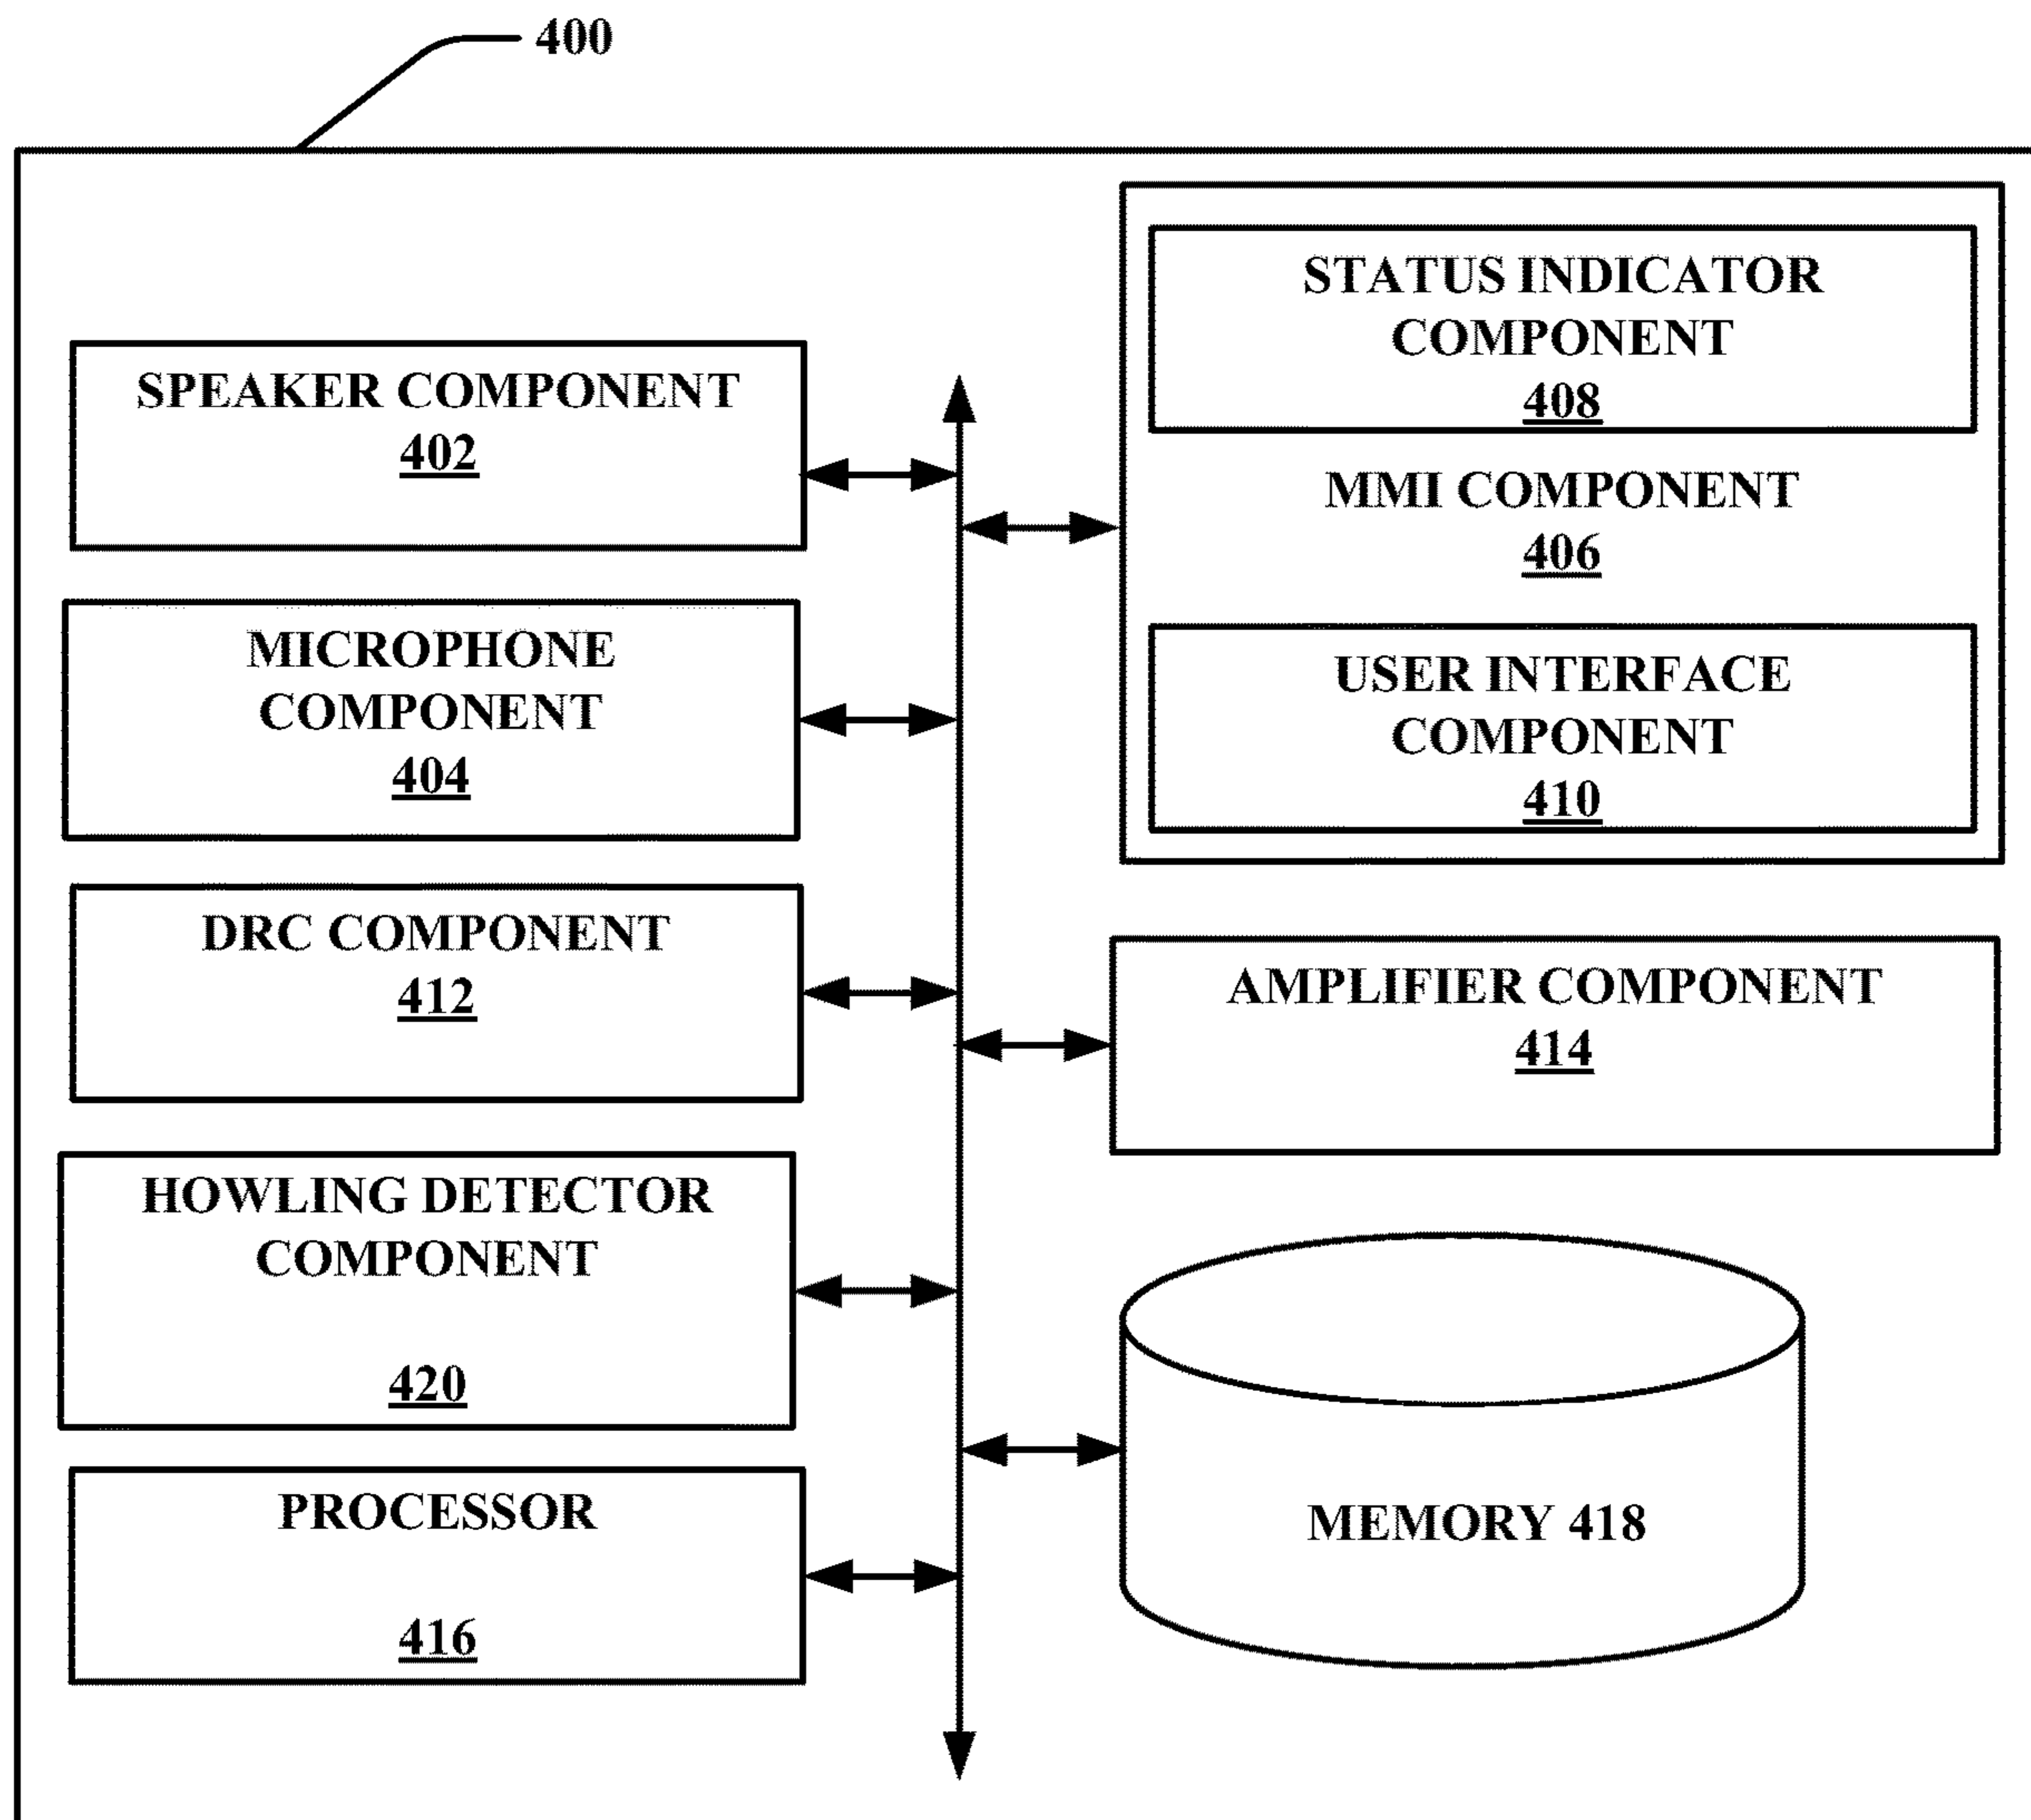 400
SPEAKER COMPONENT
402
MICROPHONE
COMPONENT
404
DRC COMPONENT
412
HOWLING DETECTOR
COMPONENT
420
PROCESSOR
416
STATUS INDICATOR
COMPONENT
408
MMI COMPONENT
406
USER INTERFACE
COMPONENT
410
AMPLIFIER COMPONENT
414
MEMORY 418